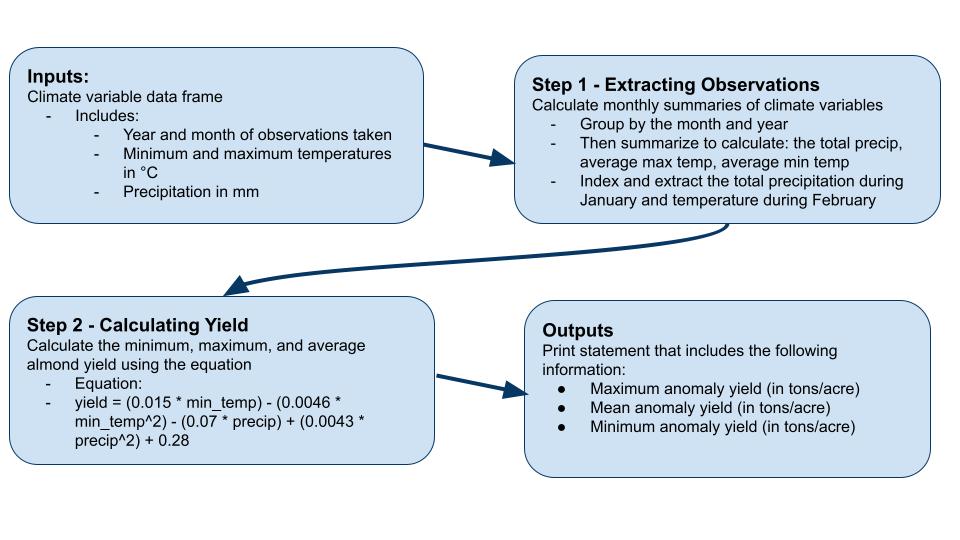 Inputs:
Climate variable data frame
- Includes:
- Year and month of observations taken
- Minimum and maximum temperatures
in °C
- Precipitation in mm
Step 1 - Extracting Observations
Calculate monthly summaries of climate variables
- Group by the month and year
- Then summarize to calculate: the total precip,
average max temp, average min temp
- Index and extract the total precipitation during
January and temperature during February
Step 2 - Calculating Yield
Calculate the minimum, maximum, and average
almond yield using the equation
- Equation:
- yield = (0.015 * min_temp) - (0.0046 *
min_temp^2) - (0.07 * precip) + (0.0043 *
precip^2) + 0.28
Outputs
Print statement that includes the following
information:
● Maximum anomaly yield (in tons/acre)
● Mean anomaly yield (in tons/acre)
● Minimum anomaly yield (in tons/acre)